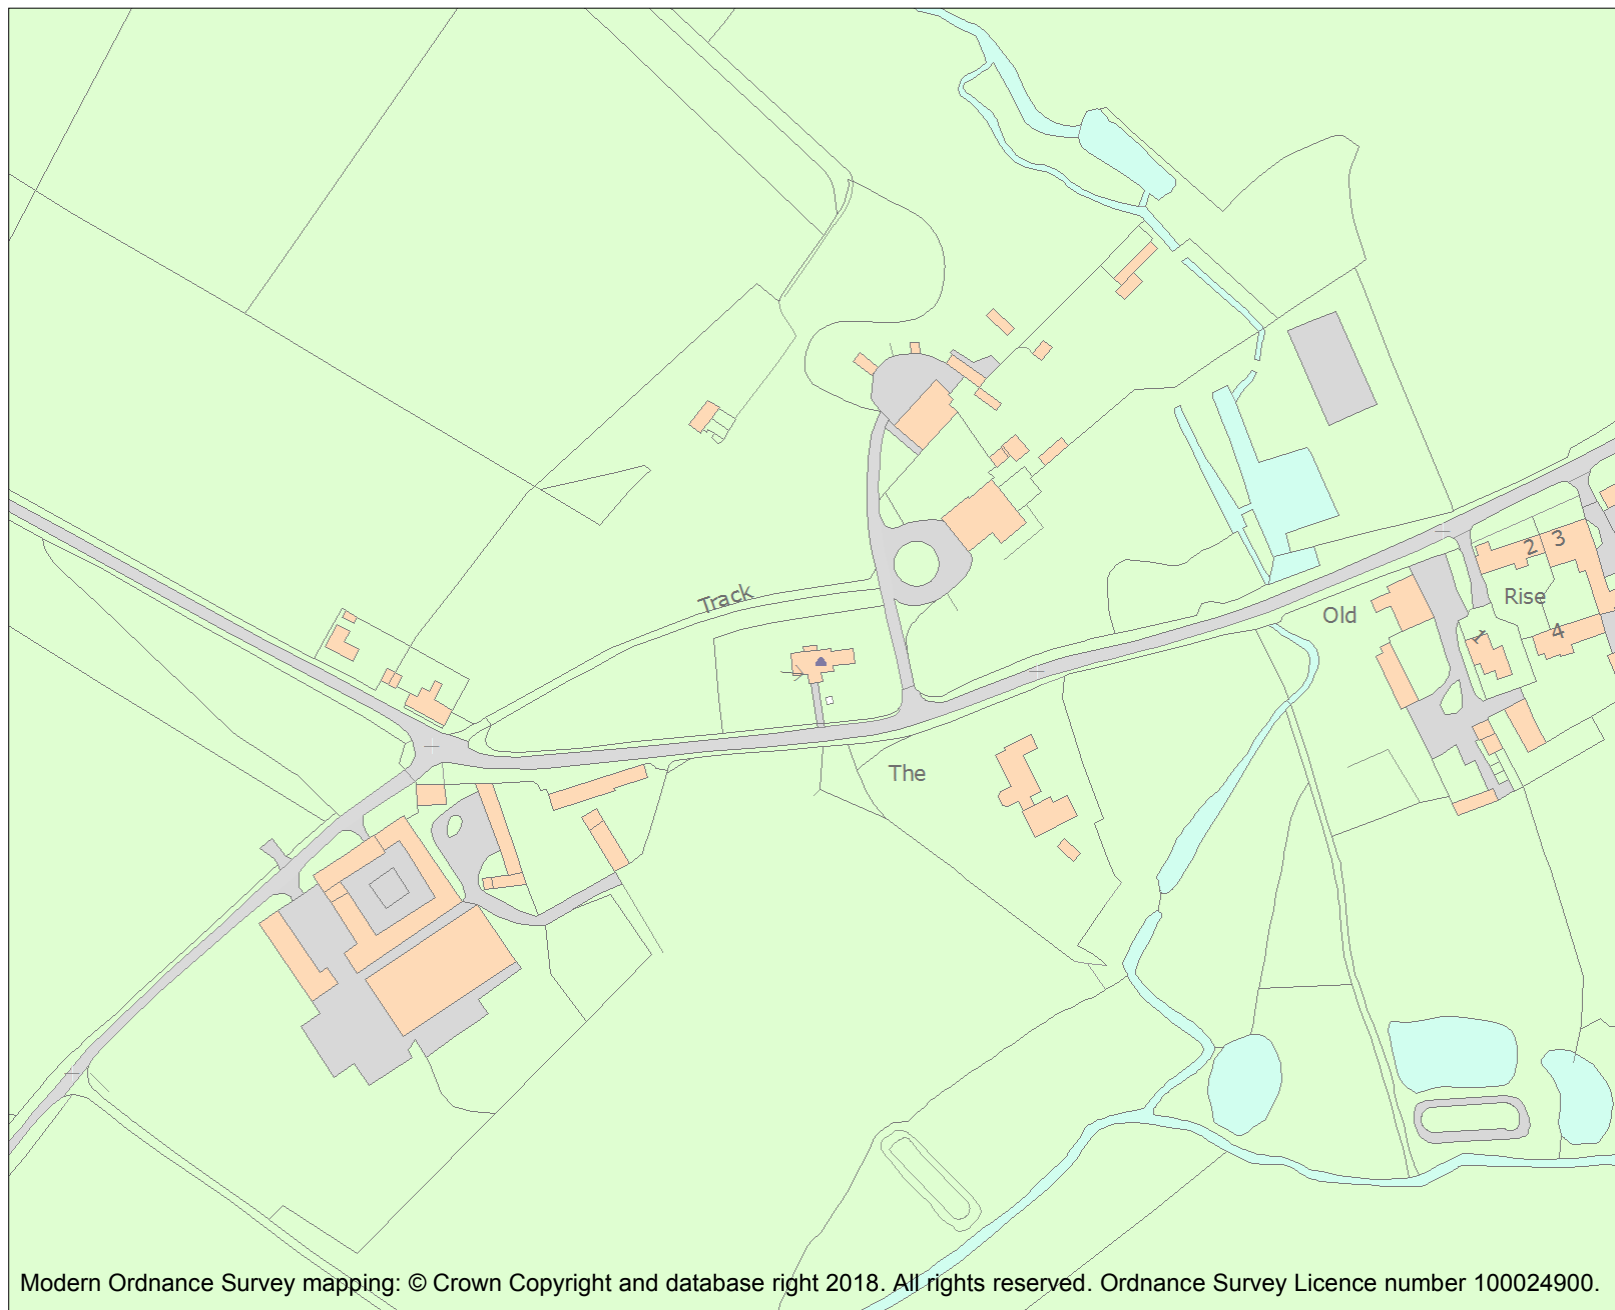 2 3
Track
Rise
Old
1
4
The
Modern Ordnance Survey mapping: © Crown Copyright and database right 2018. All rights reserved. Ordnance Survey Licence number 100024900.